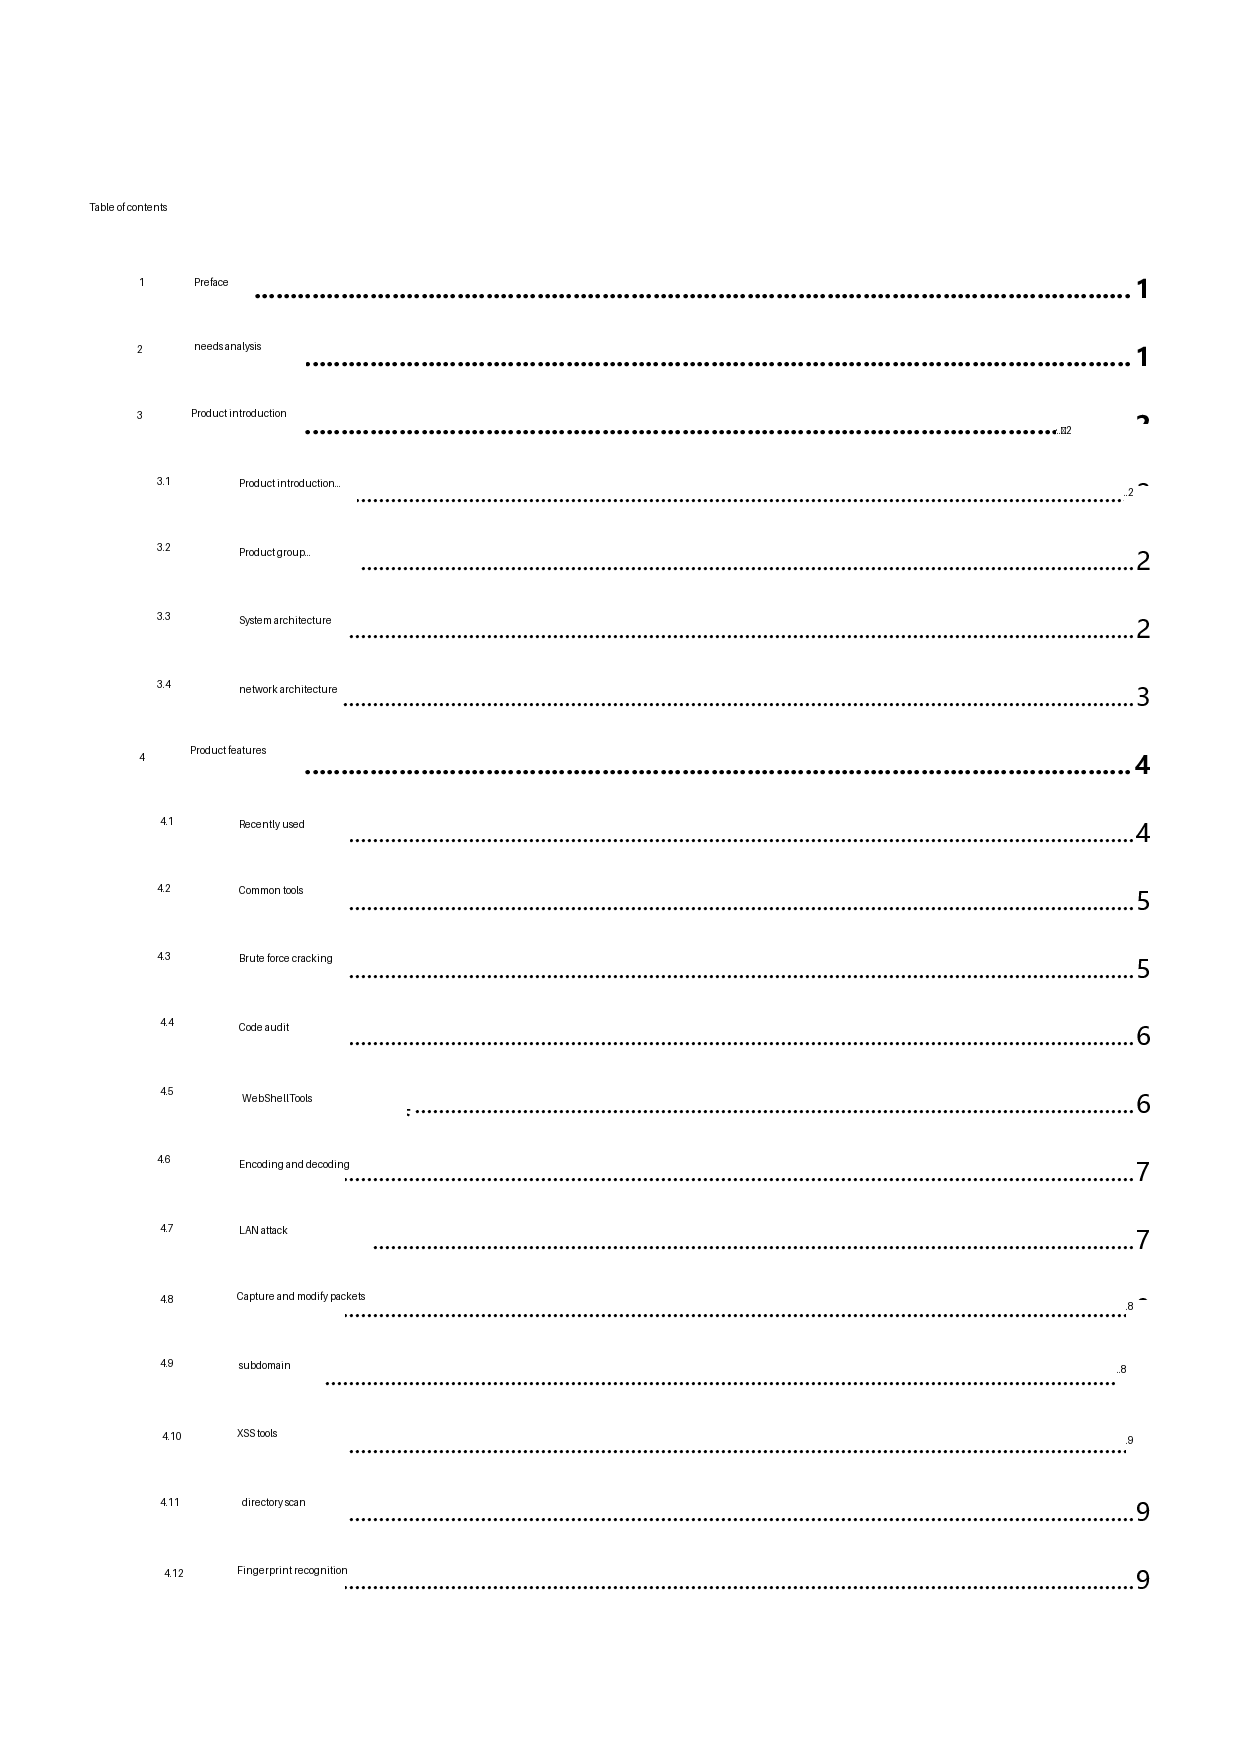 Table of contents
1 Preface ........ 1
2 needs analysis ........ 1
3 Product introduction ........ 2
3.1 Product introduction... ........ 2
3.2 Product group... ........ 2
3.3 System architecture ........ 2
3.4 network architecture ........ 3
4 Product features ........ 4
4.1 Recently used ........ 4
4.2 Common tools ........ 5
4.3 Brute force cracking ........ 5
4.4 Code audit ........ 6
4.5 WebShell Tools ........ 6
4.6 Encoding and decoding ........ 7
4.7 LAN attack ........ 7
4.8 Capture and modify packets ........ 8
4.9 subdomain ........ 8
4.10 XSS tools ........ 9
4.11 directory scan ........ 9
4.12 Fingerprint recognition ........ 9